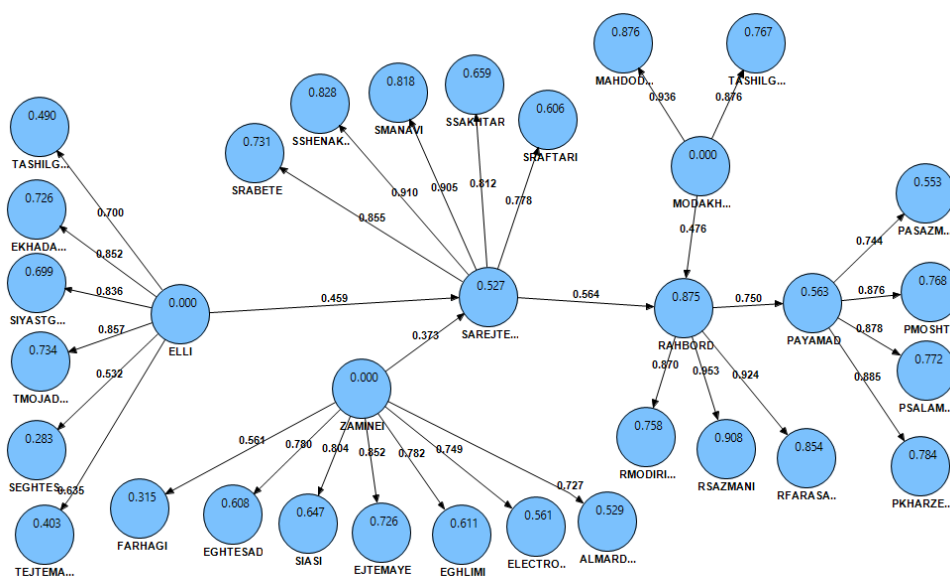 0.876
MAHDOD...
0.767
TASHILG...
0.936
0.876
0.000
MODAKH...
0.476
0.659
SSAKHTAR
0.818
SMANAVI
0.828
SSHENAK..
0.606
SRAFTARI
0.731
SRABETE
0.910
0.905
0.812
0.778
0.855
0.490
TASHILG...
0.700
0.726
EKHADA...
0.852
0.699
SIYASTG...
0.836
0.734
TMOJAD...
0.857
0.283
SEGHTES...
0.532
0.403
TEJTEMA...
0.635
0.000
ELLI
0.459
0.527
SAREJTE...
0.373
0.564
0.875
RAHBORD
0.750
0.563
PAYAMAD
0.553
PASAZM...
0.744
0.768
PMOSHT...
0.876
0.772
PSALAM...
0.878
0.784
PKHARZE...
0.885
0.870
0.953
0.924
0.758
RMODIRI...
0.908
RSAZMANI
0.854
RFARASA..
0.000
ZAMINEI
0.561
0.780
0.804
0.852
0.782
0.749
0.727
0.315
FARHAGI
0.608
EGHTESAD
0.647
SIASI
0.726
EJTEMAYE
0.611
EGHLIMI
0.561
ELECTRO..
0.529
ALMARD...